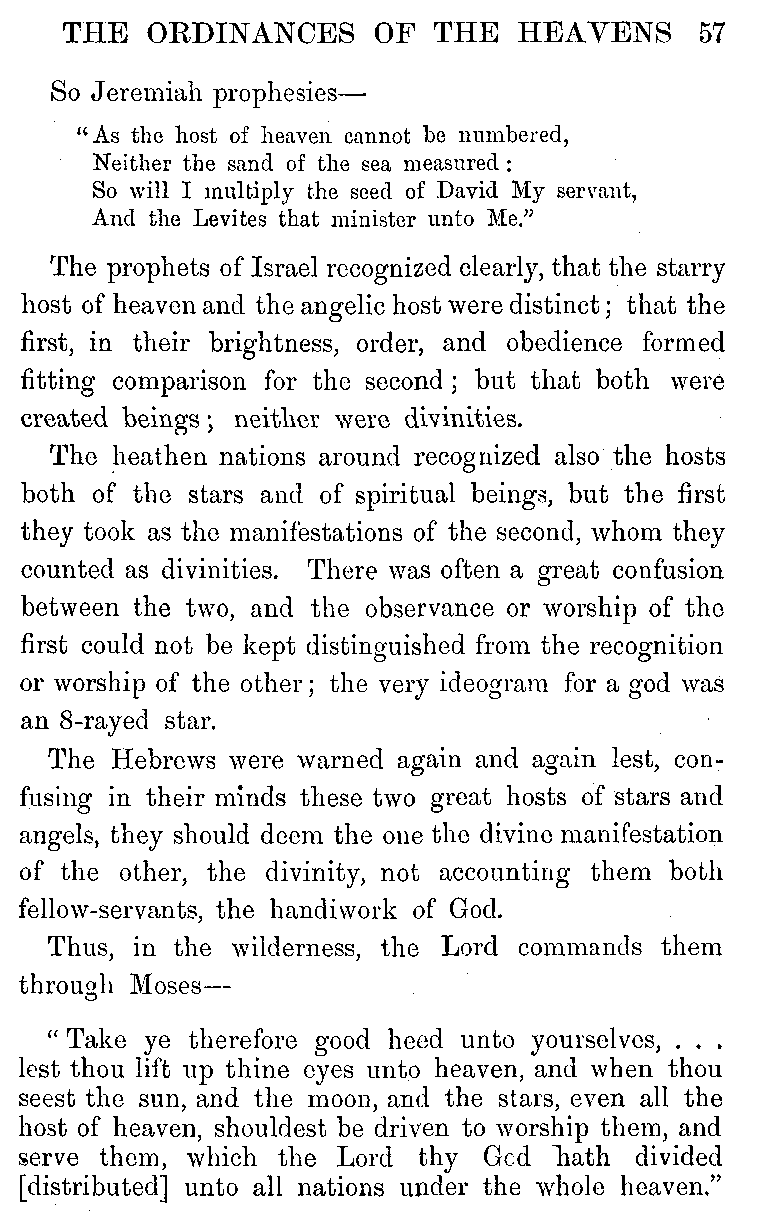 THE ORDINANCES OF THE HEAVENS 57
So Jeremiah prophesies—
“As the host of heaven cannot be numbered,
Neither the sand of the sea measured:
So will I multiply the seed of David My servant,
And the Levites that minister unto Me.”
The prophets of Israel recognized clearly, that the starry
host of heaven and the angelic host were distinct; that the
first, in their brightness, order, and obedience formed
fitting comparison for the second; but that both were
created beings; neither were divinities.
The heathen nations around recognized also the hosts
both of the stars and of spiritual beings, but the first
they took as the manifestations of the second, whom they
counted as divinities. There was often a great confusion
between the two, and the observance or worship of the
first could not be kept distinguished from the recognition
or worship of the other; the very ideogram for a god was
an 8-rayed star.
The Hebrews were warned again and again lest, con-
fusing in their minds these two great hosts of stars and
angels, they should deem the one the divine manifestation
of the other, the divinity, not accounting them both
fellow-servants, the handiwork of God.
Thus, in the wilderness, the Lord commands them
through Moses—
“Take ye therefore good heed unto yourselves, . . .
lest thou lift up thine eyes unto heaven, and when thou
seest the sun, and the moon, and the stars, even all the
host of heaven, shouldest be driven to worship them, and
serve them, which the Lord thy God hath divided
[distributed] unto all nations under the whole heaven.”